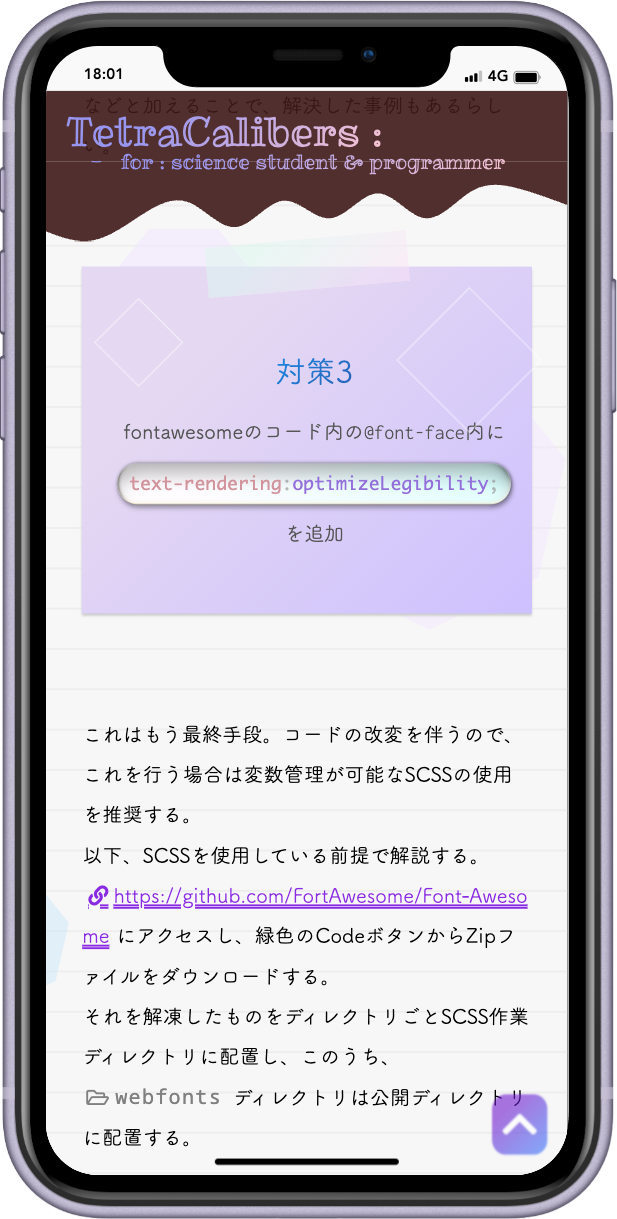 18:01
4G
などと加えることで、解決した事例もあるらし
TetraCalibers :
for : science student & programmer
対策3
fontawesomeのコード内の@font-face内に
text-rendering:optimizeLegibility;
を追加
これはもう最終手段。コードの改変を伴うので、
これを行う場合は変数管理が可能なSCSSの使用
を推奨する。
以下、SCSSを使用している前提で解説する。
https://github.com/FortAwesome/Font-Aweso
me にアクセスし、緑色のCodeボタンからZipフ
ァイルをダウンロードする。
それを解凍したものをディレクトリごとSCSS作業
ディレクトリに配置し、このうち、
webfonts ディレクトリは公開ディレクトリ
に配置する。